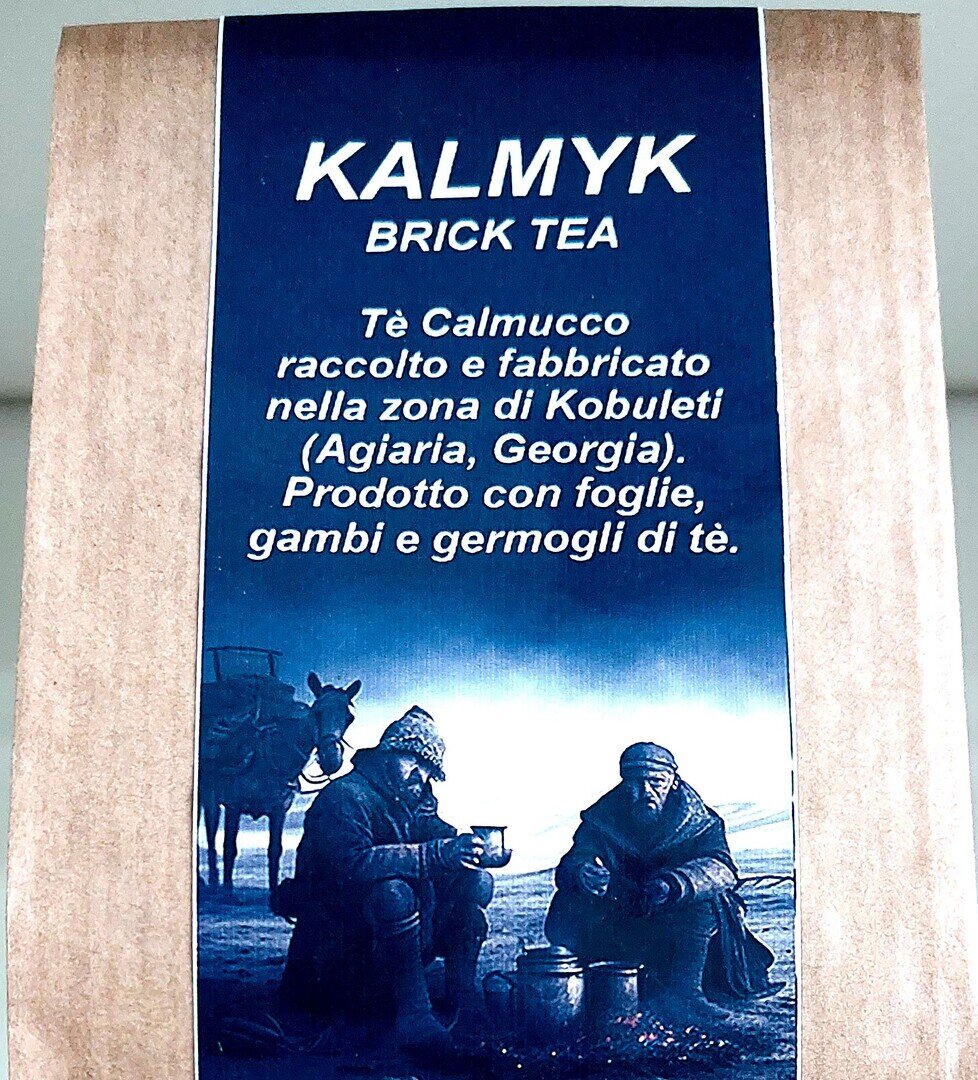 KALMYK
BRICK TEA
Tè Calmucco
raccolto e fabbricato
nella zona di Kobuleti
(Agiaria, Georgia).
Prodotto con foglie,
gambi e germogli di tè.